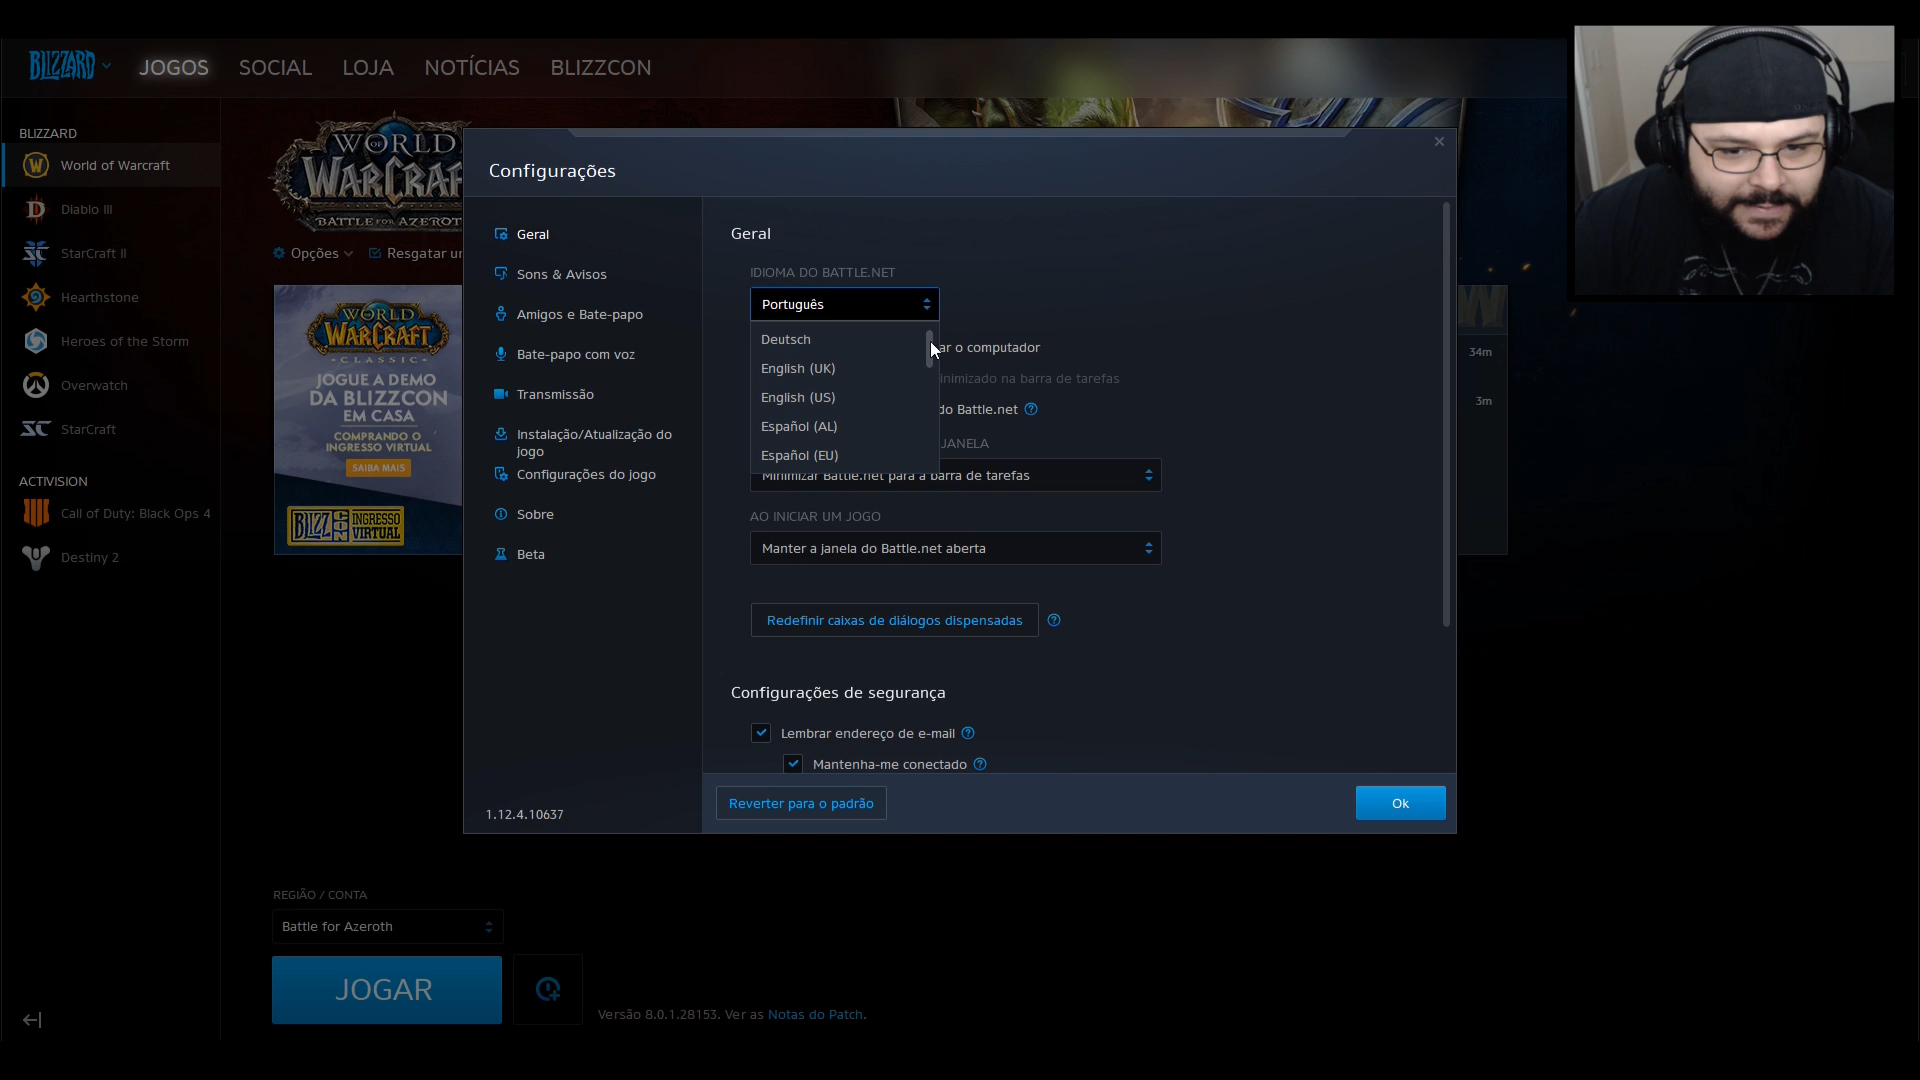 BLIZZARD
JOGOS
SOCIAL
LOJA
NOTÍCIAS
BLIZZCON
BLIZZARD
World of Warcraft
Diablo III
StarCraft II
Hearthstone
Heroes of the Storm
Overwatch
StarCraft
ACTIVISION
Call of Duty: Black Ops 4
Destiny 2
WORLD
OF
WARCRAF
BATTLE FOR AZEROT
Opções
Resgatar u
WORLD
OF
WARCRAFT
CLASSIC
JOGUE A DEMO
DA BLIZZCON
EM CASA
COMPRANDO O
INGRESSO VIRTUAL
SAIBA MAIS
BLIZZ
CON
INGRESSO
VIRTUAL
Configurações
Geral
Sons & Avisos
Amigos e Bate-papo
Bate-papo com voz
Transmissão
Instalação/Atualização do
jogo
Configurações do jogo
Sobre
Beta
1.12.4.10637
Geral
IDIOMA DO BATTLE.NET
Português
Deutsch
English (UK)
English (US)
Español (AL)
Español (EU)
ar o computador
inimizado na barra de tarefas
do Battle.net
JANELA
Minimizar Battle.net para a barra de tarefas
AO INICIAR UM JOGO
Manter a janela do Battle.net aberta
Redefinir caixas de diálogos dispensadas
Configurações de segurança
Lembrar endereço de e-mail
Mantenha-me conectado
Reverter para o padrão
Ok
34m
3m
REGIÃO / CONTA
Battle for Azeroth
JOGAR
Versão 8.0.1.28153. Ver as Notas do Patch.